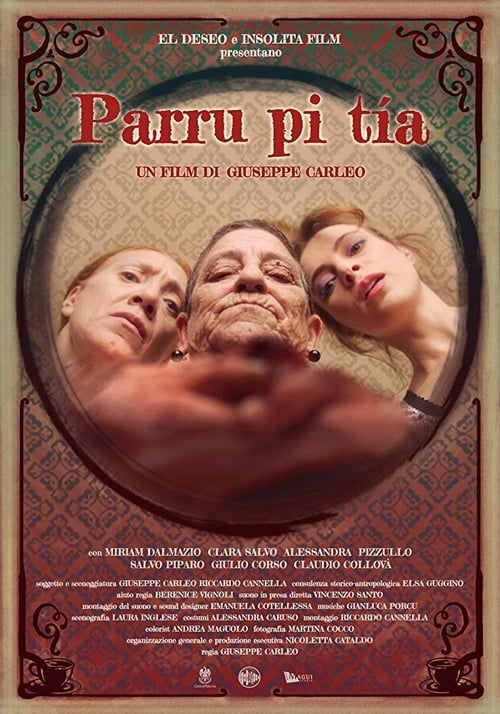 EL DESEO e INSOLITA FILM
presentano
Parru pi tía
UN FILM DI GIUSEPPE CARLEO
con MIRIAM DALMAZIO CLARA SALVO ALESSANDRA PIZZULLO
SALVO PIPARO GIULIO CORSO CLAUDIO COLLOVÀ
soggetto e sceneggiatura GIUSEPPE CARLEO RICCARDO CANNELLA consulenza storico-antropologica ELSA GUGGINO
aiuto regia BERENICE VIGNOLI suono in presa diretta VINCENZO SANTO
montaggio del suono e sound designer EMANUELA COTELLESSA musiche GIANLUCA PORCU
scenografia LAURA INGLESE costumi ALESSANDRA CARUSO montaggio RICCARDO CANNELLA
colorist ANDREA MAGUOLO fotografia MARTINA COCCO
organizzazione generale e produzione esecutiva NICOLETTA CATALDO
regia GIUSEPPE CARLEO